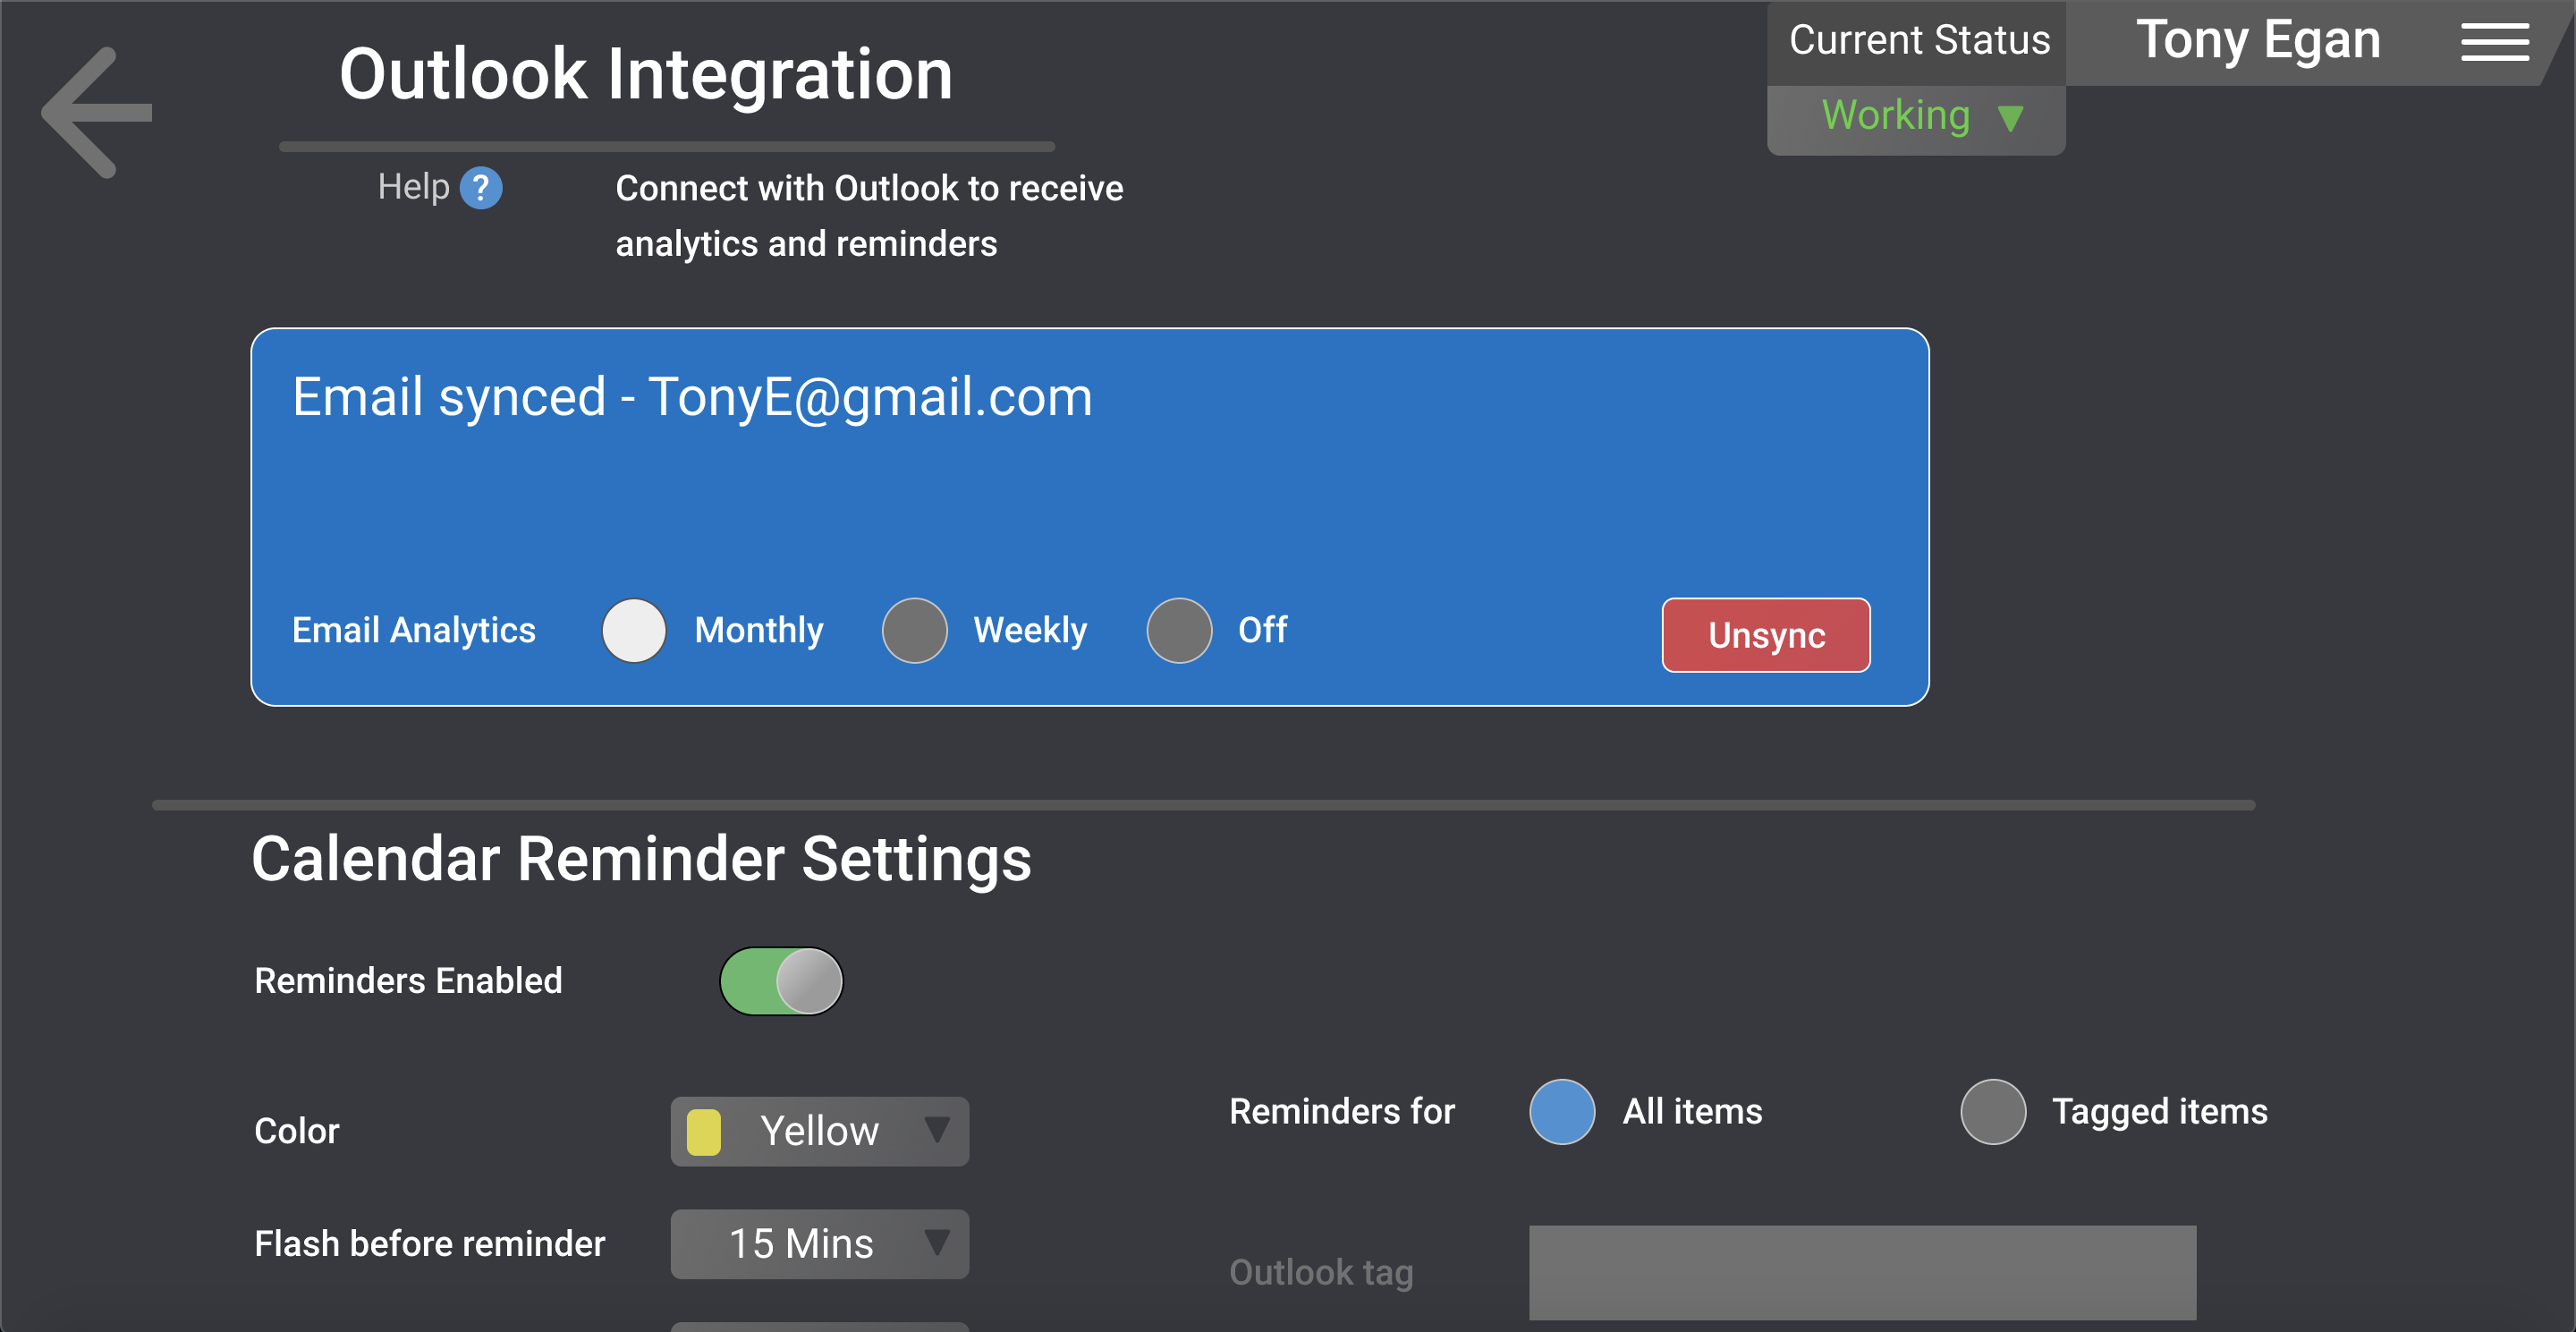 Outlook Integration
Current Status
Tony Egan
Working
Help ?
Connect with Outlook to receive
analytics and reminders
Email synced - TonyE@gmail.com
Email Analytics
Monthly
Weekly
Off
Unsync
Calendar Reminder Settings
Reminders Enabled
Color
Yellow
Reminders for
All items
Tagged items
Flash before reminder
15 Mins
Outlook tag